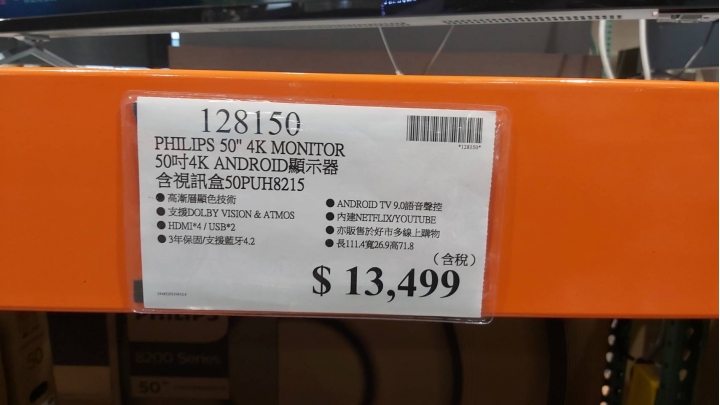 128150
*128150*
PHILIPS 50" 4K MONITOR
50吋4K ANDROID顯示器
含視訊盒50PUH8215
● 高漸層顯色技術
● 支援DOLBY VISION & ATMOS
● HDMI*4 / USB*2
● 3年保固/支援藍牙4.2
● ANDROID TV 9.0語音聲控
● 內建NETFLIX/YOUTUBE
● 亦販售於好市多線上購物
● 長111.4寬26.9高71.8
(含稅)
$ 13,499
PHILIPS
8200 Series
50"